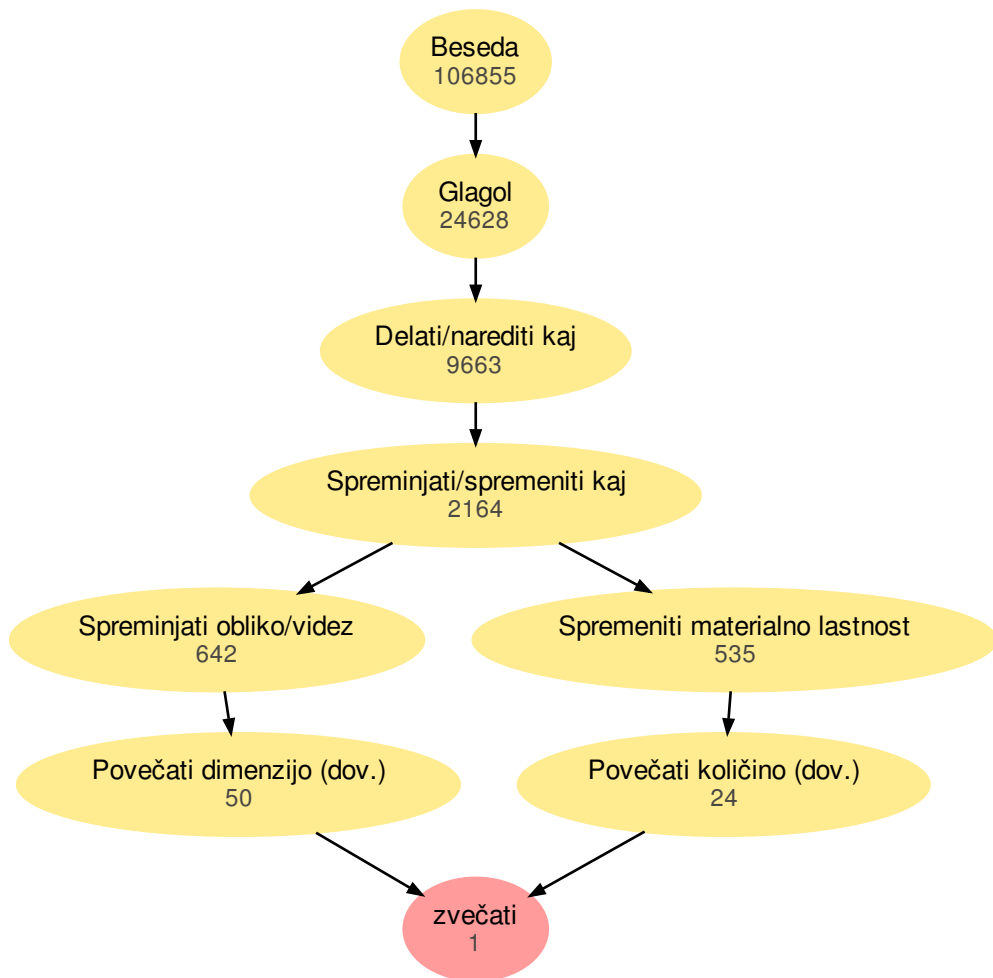 Beseda
106855
Glagol
24628
Delati/narediti kaj
9663
Spreminjati/spremeniti kaj
2164
Spreminjati obliko/videz
642
Spremeniti materialno lastnost
535
Povečati dimenzijo (dov.)
50
Povečati količino (dov.)
24
zvečati
1